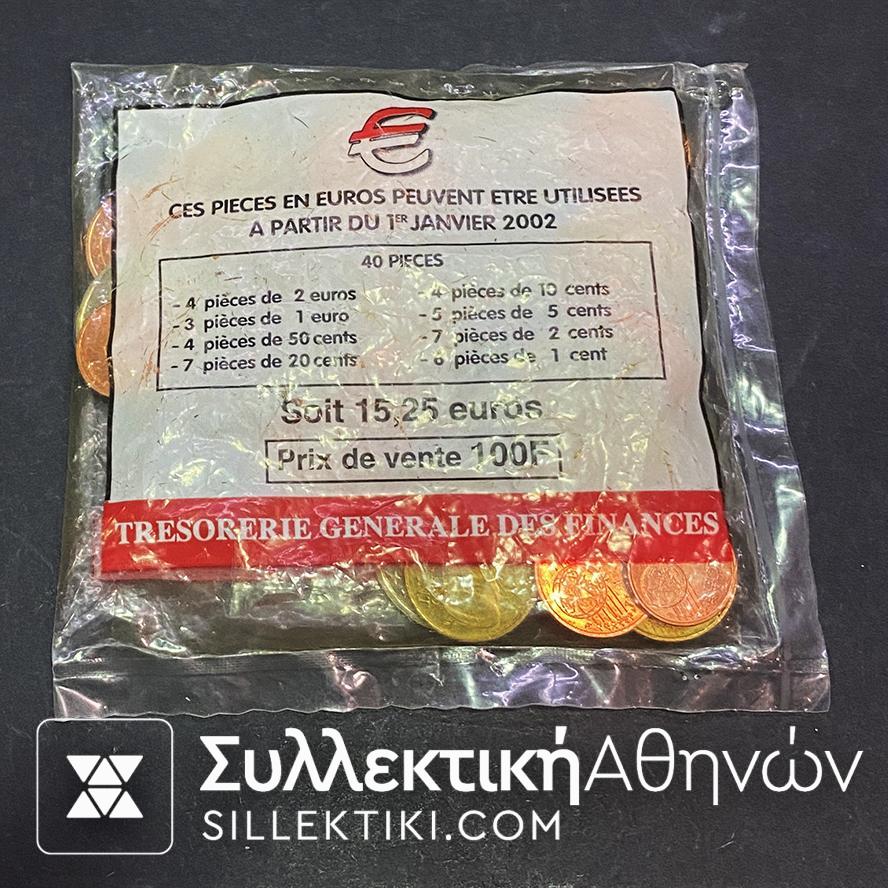 €
CES PIECES EN EUROS PEUVENT ETRE UTILISEES
A PARTIR DU 1ER JANVIER 2002
40 PIECES
- 4 pièces de 2 euros
- 3 pièces de 1 euro
- 4 pièces de 50 cents
- 7 pièces de 20 cents
- 4 pièces de 10 cents
- 5 pièces de 5 cents
- 7 pièces de 2 cents
- 6 pièces de 1 cent
Soit 15,25 euros
Prix de vente 100F
TRESORERIE GENERALE DES FINANCES
ΣυλλεκτικήΑθηνών
SILLEKTIKI.COM